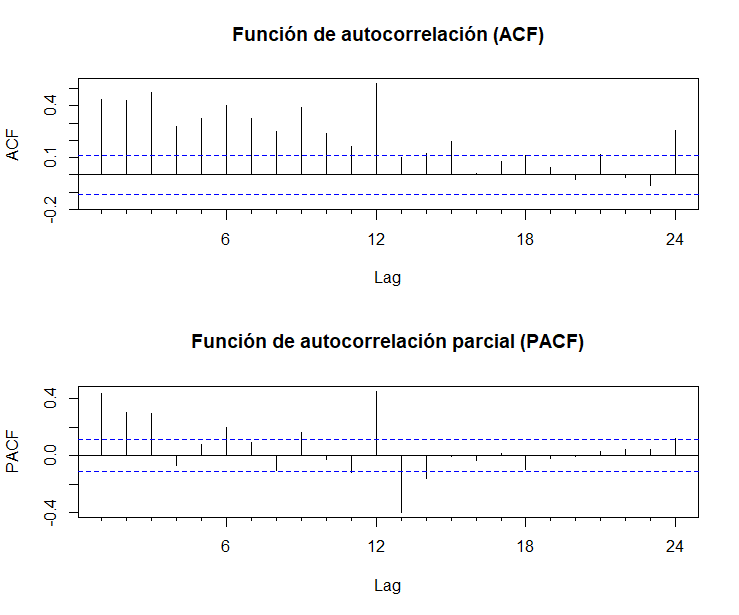 Función de autocorrelación (ACF)
ACF
0.4
0.1
-0.2
6 12 18 24
Lag
Función de autocorrelación parcial (PACF)
PACF
0.4
0.0
-0.4
6 12 18 24
Lag